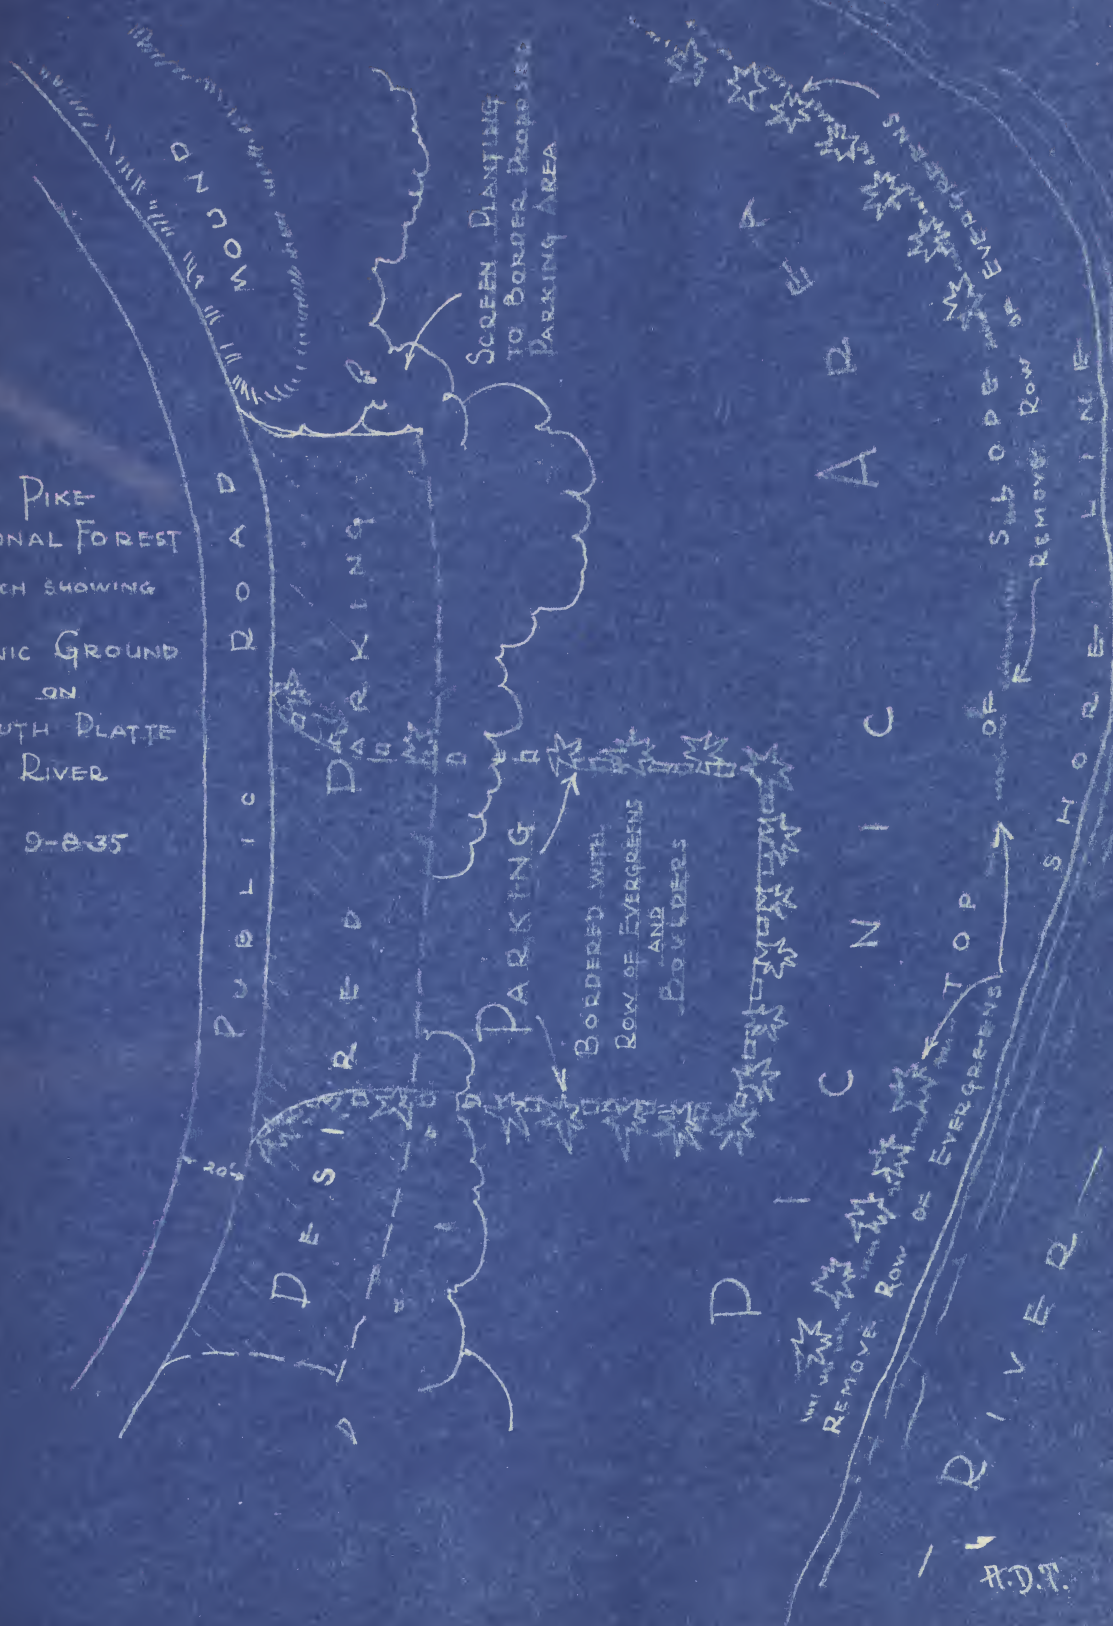 PIKE
ONAL FOREST
CH SHOWING
NIC GROUND
ON
UTH PLATTE
RIVER
9-8-35
MOUND
SCREEN PLANTING
TO BORDER PROPOSED
PARKING AREA
PUBLIC ROAD
20'
DESIRED PARKING
PARKING
BORDERED WITH
ROW OF EVERGREENS
AND
BOULDERS
PICNIC AREA
TOP OF SLOPE
REMOVE ROW OF EVERGREENS
REMOVE ROW OF EVERGREENS
SHORE LINE
RIVER
A.D.T.